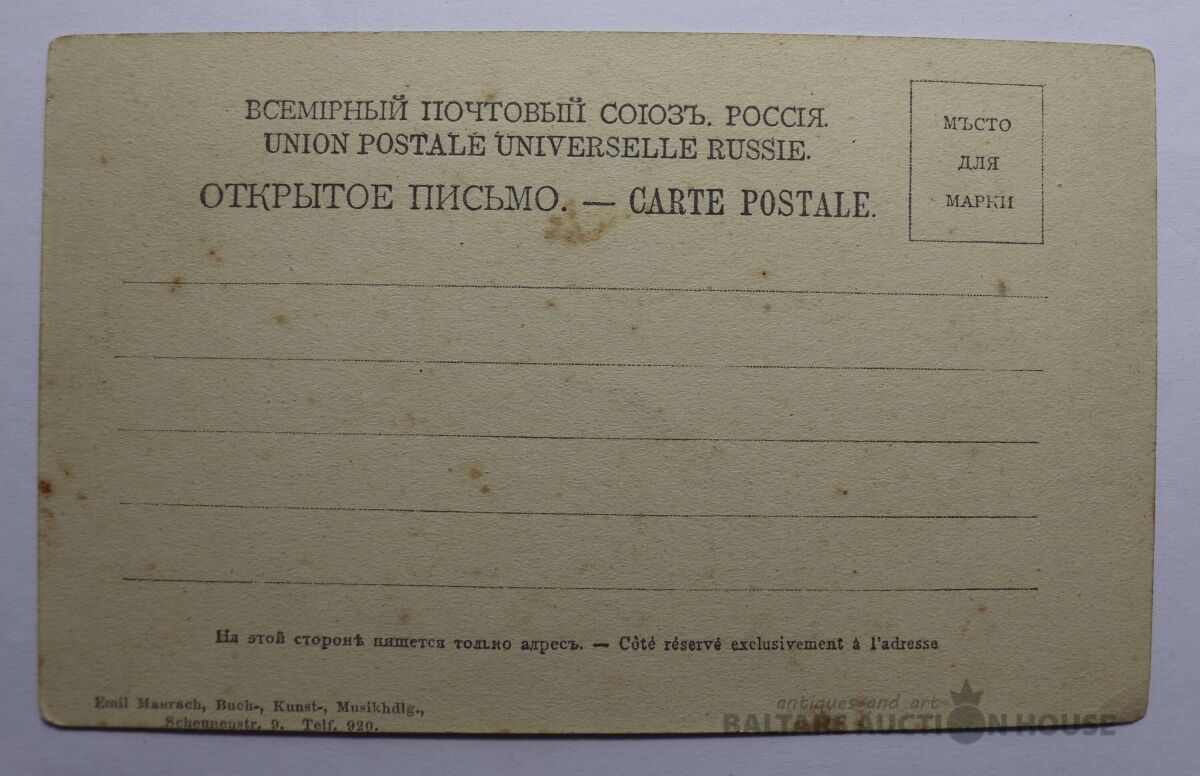 ВСЕМІРНЫЙ ПОЧТОВЫЙ СОЮЗЪ. РОССІЯ.
UNION POSTALE UNIVERSELLE RUSSIE.
ОТКРЫТОЕ ПИСЬМО. — CARTE POSTALE.
МѢСТО
ДЛЯ
МАРКИ
На этой сторонѣ пишется только адресъ. — Côté réservé exclusivement à l'adresse
Emil Maurach, Buch-, Kunst-, Musikhdlg.,
Scheunenstr. 9. Telf. 920.
antiques and art
BALTARS AUCTION HOUSE